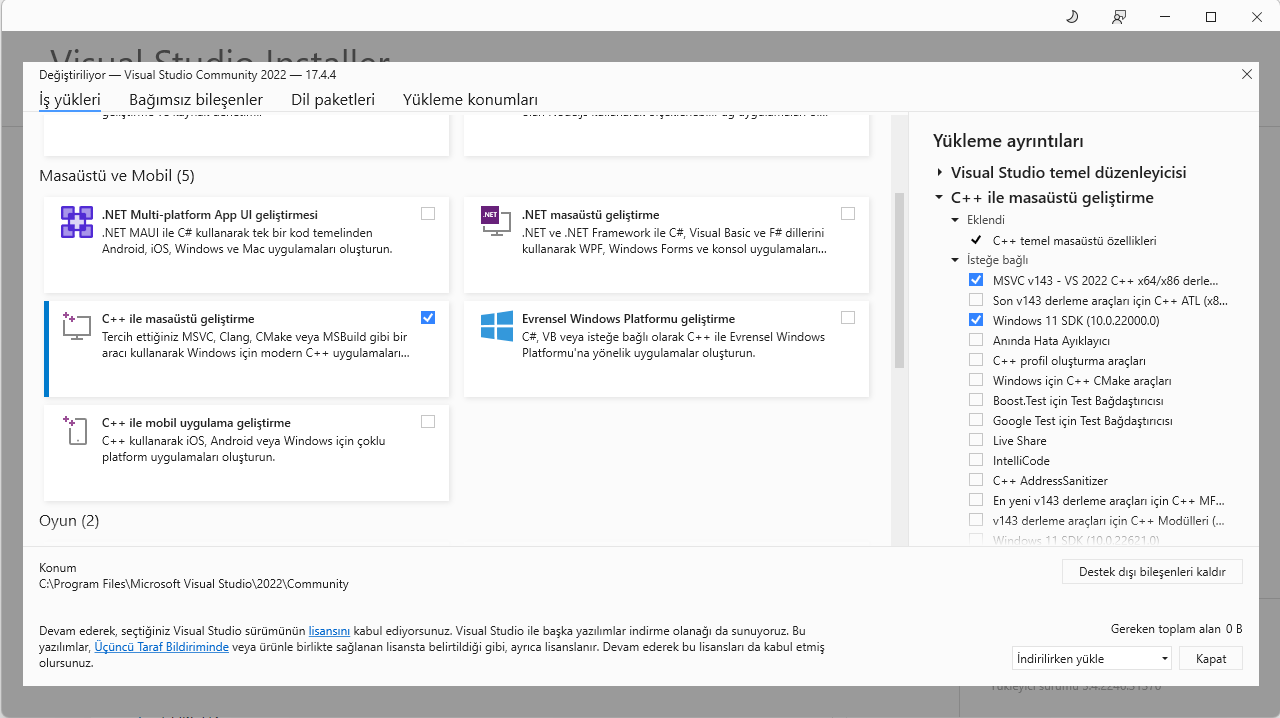 Visual Studio Installer
Değiştiriliyor — Visual Studio Community 2022 — 17.4.4
İş yükleri
Bağımsız bileşenler
Dil paketleri
Yükleme konumları
Masaüstü ve Mobil (5)
.NET Multi-platform App UI geliştirmesi
.NET MAUI ile C# kullanarak tek bir kod temelinden
Android, iOS, Windows ve Mac uygulamaları oluşturun.
.NET
.NET masaüstü geliştirme
.NET ve .NET Framework ile C#, Visual Basic ve F# dillerini
kullanarak WPF, Windows Forms ve konsol uygulamaları...
C++ ile masaüstü geliştirme
Tercih ettiğiniz MSVC, Clang, CMake veya MSBuild gibi bir
aracı kullanarak Windows için modern C++ uygulamaları...
Evrensel Windows Platformu geliştirme
C#, VB veya isteğe bağlı olarak C++ ile Evrensel Windows
Platformu'na yönelik uygulamalar oluşturun.
C++ ile mobil uygulama geliştirme
C++ kullanarak iOS, Android veya Windows için çoklu
platform uygulamaları oluşturun.
Oyun (2)
Yükleme ayrıntıları
Visual Studio temel düzenleyicisi
C++ ile masaüstü geliştirme
Eklendi
C++ temel masaüstü özellikleri
İsteğe bağlı
MSVC v143 - VS 2022 C++ x64/x86 derle...
Son v143 derleme araçları için C++ ATL (x8...
Windows 11 SDK (10.0.22000.0)
Anında Hata Ayıklayıcı
C++ profil oluşturma araçları
Windows için C++ CMake araçları
Boost.Test için Test Bağdaştırıcısı
Google Test için Test Bağdaştırıcısı
Live Share
IntelliCode
C++ AddressSanitizer
En yeni v143 derleme araçları için C++ MF...
v143 derleme araçları için C++ Modülleri (...
Windows 11 SDK (10.0.22621.0)
Konum
C:\Program Files\Microsoft Visual Studio\2022\Community
Destek dışı bileşenleri kaldır
Devam ederek, seçtiğiniz Visual Studio sürümünün lisansını kabul ediyorsunuz. Visual Studio ile başka yazılımlar indirme olanağı da sunuyoruz. Bu
yazılımlar, Üçüncü Taraf Bildiriminde veya ürünle birlikte sağlanan lisansta belirtildiği gibi, ayrıca lisanslanır. Devam ederek bu lisansları da kabul etmiş
olursunuz.
Gereken toplam alan 0 B
İndirilirken yükle
Kapat